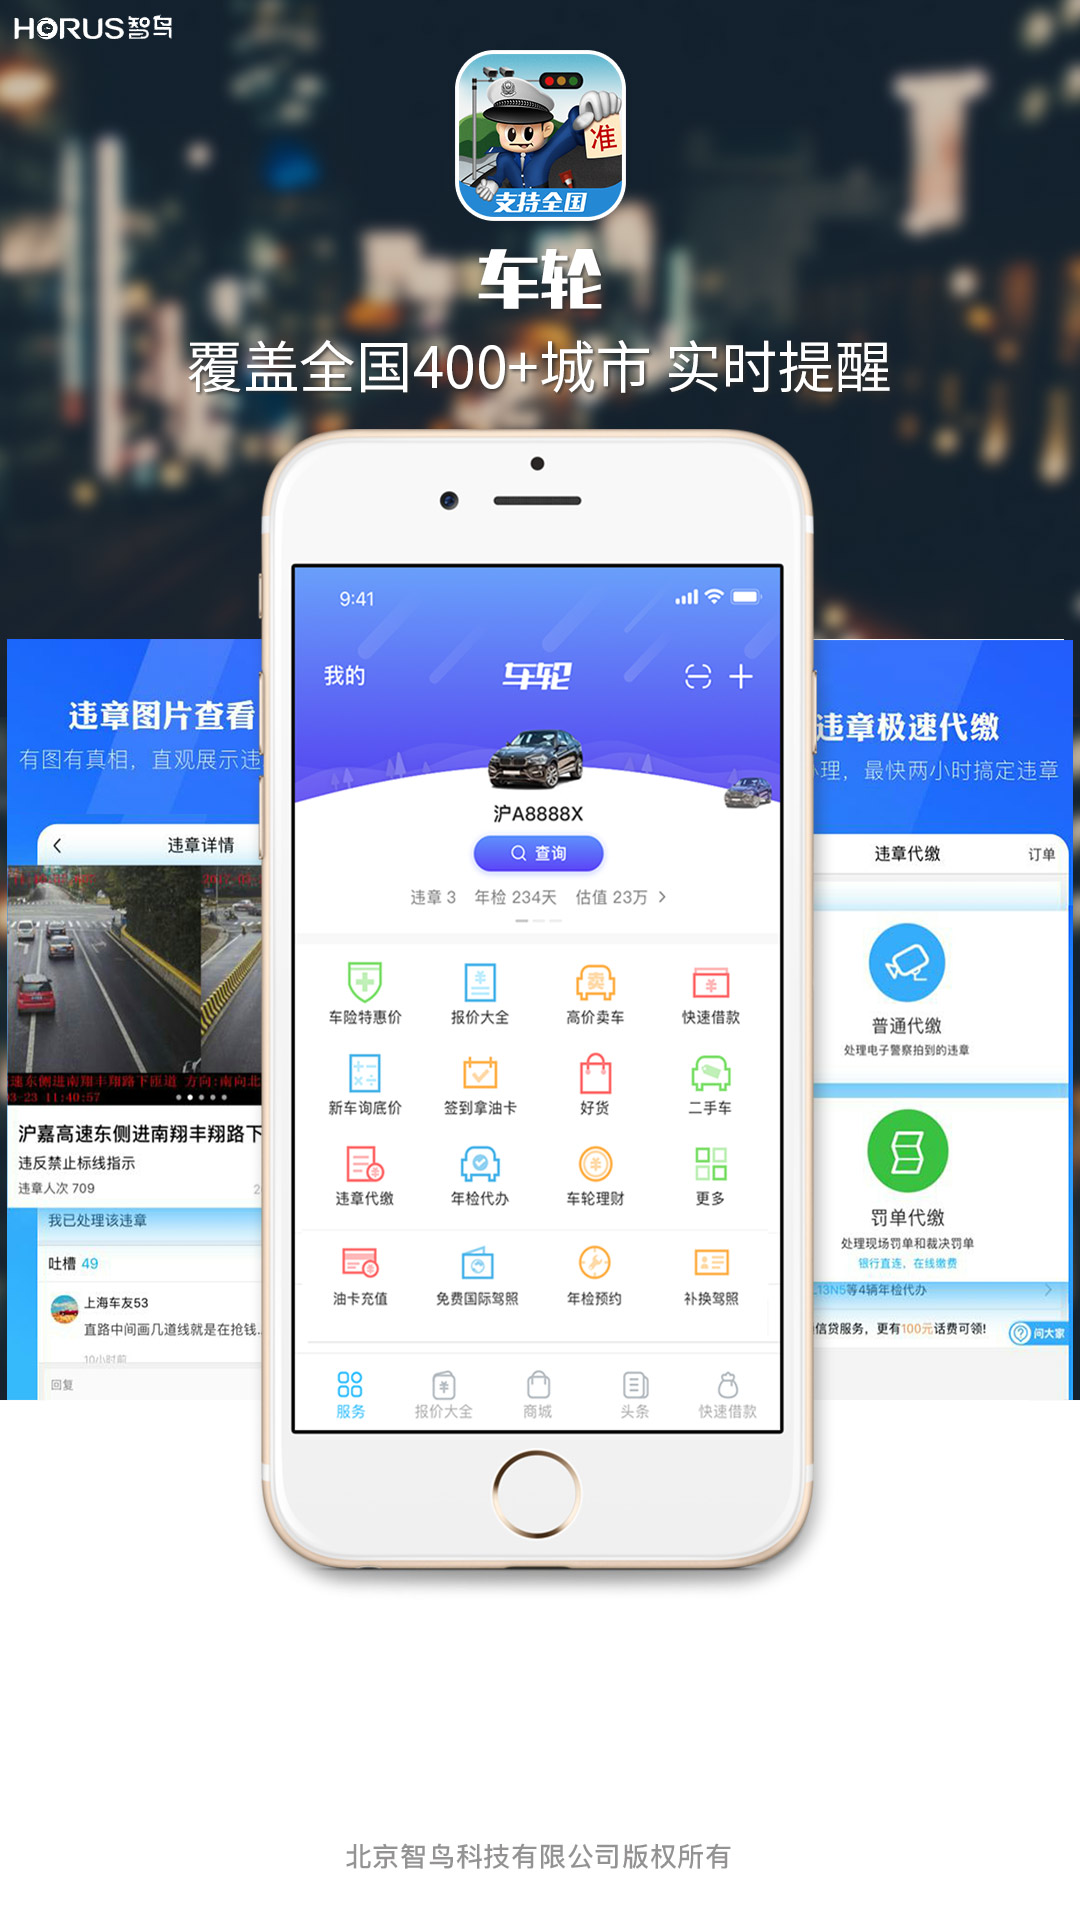 HORUS智鸟
准
支持全国
车轮
覆盖全国400+城市 实时提醒
9:41
我的
车轮
沪A8888X
查询
违章 3 年检 234天 估值 23万
车险特惠价 报价大全 高价卖车 快速借款
新车询底价 签到拿油卡 好货 二手车
违章代缴 年检代办 车轮理财 更多
油卡充值 免费国际驾照 年检预约 补换驾照
服务 报价大全 商城 头条 快速借款
违章图片查看
有图有真相，直观展示违
违章详情
速东侧进南翔丰翔路下匝道 方向:南向北
3-23 11:40:57
沪嘉高速东侧进南翔丰翔路下
违反禁止标线指示
违章人次 709
我已处理该违章
吐槽 49
上海车友53
直路中间画几道线就是在抢钱...
10小时前
回复
违章极速代缴
理，最快两小时搞定违章
违章代缴 订单
普通代缴
处理电子警察拍到的违章
罚单代缴
处理现场罚单和裁决罚单
银行直连，在线缴费
13N5等4辆年检代办
信贷服务，更有100元话费可领!
问大家
北京智鸟科技有限公司版权所有